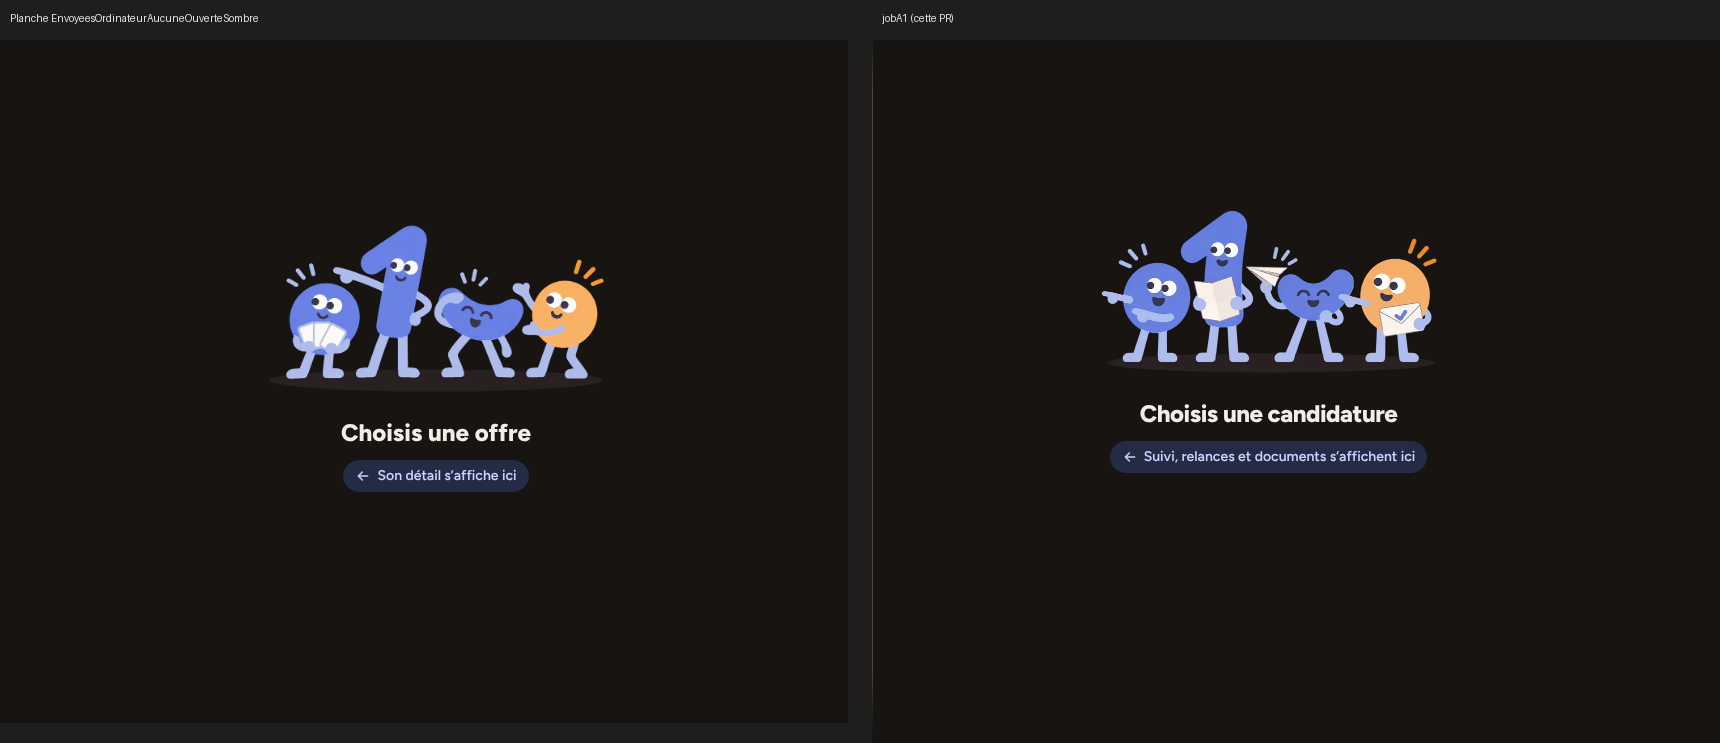 Planche EnvoyeesOrdinateurAucuneOuverteSombre
jobA1 (cette PR)
Choisis une offre
← Son détail s’affiche ici
Choisis une candidature
← Suivi, relances et documents s’affichent ici